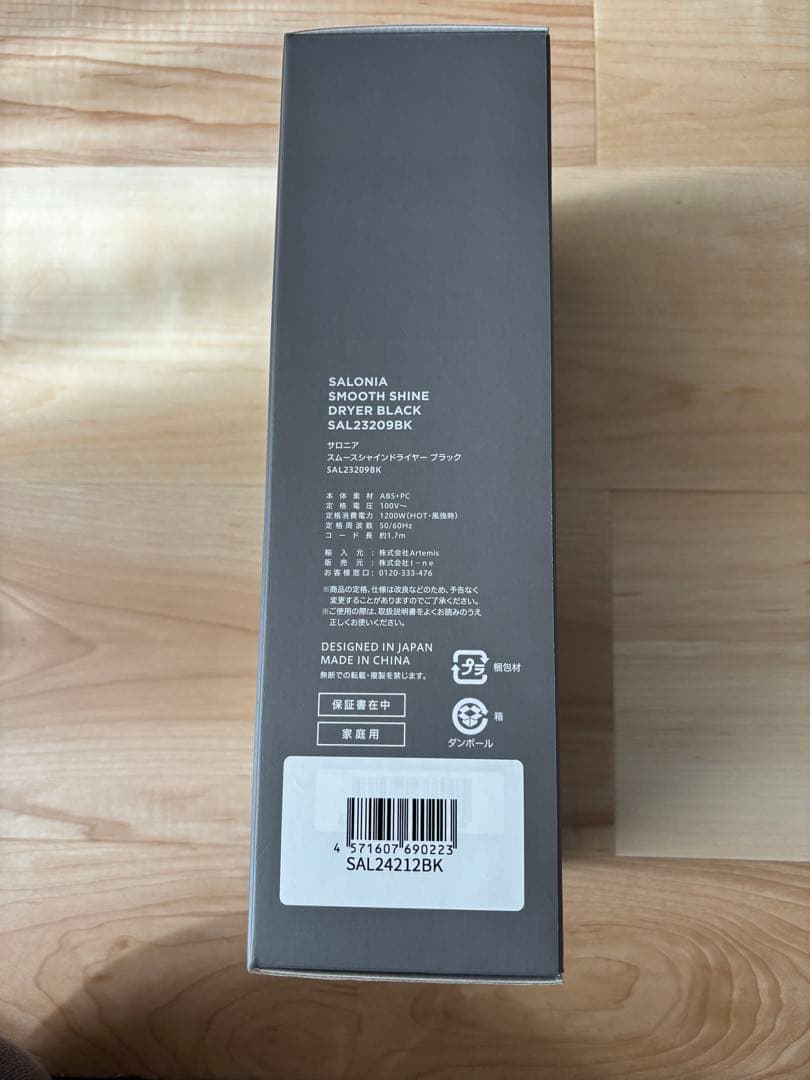 SALONIA
SMOOTH SHINE
DRYER BLACK
SAL23209BK
サロニア
スムースシャインドライヤー ブラック
SAL23209BK
本体素材 ABS+PC
定格電圧 100V～
定格消費電力 1200W(HOT・風強時)
定格周波数 50/60Hz
コード長 約1.7m
輸入元：株式会社Artemis
販売元：株式会社I-ne
お客様窓口：0120-333-476
※商品の定格、仕様は改良などのため、予告なく
変更することがありますのでご了承ください。
※ご使用の際は、取扱説明書をよくお読みのうえ
正しくお使いください。
DESIGNED IN JAPAN
MADE IN CHINA
無断での転載・複製を禁じます。
プラ 梱包材
保証書在中
箱
家庭用
ダンボール
4 571607 690223
SAL24212BK